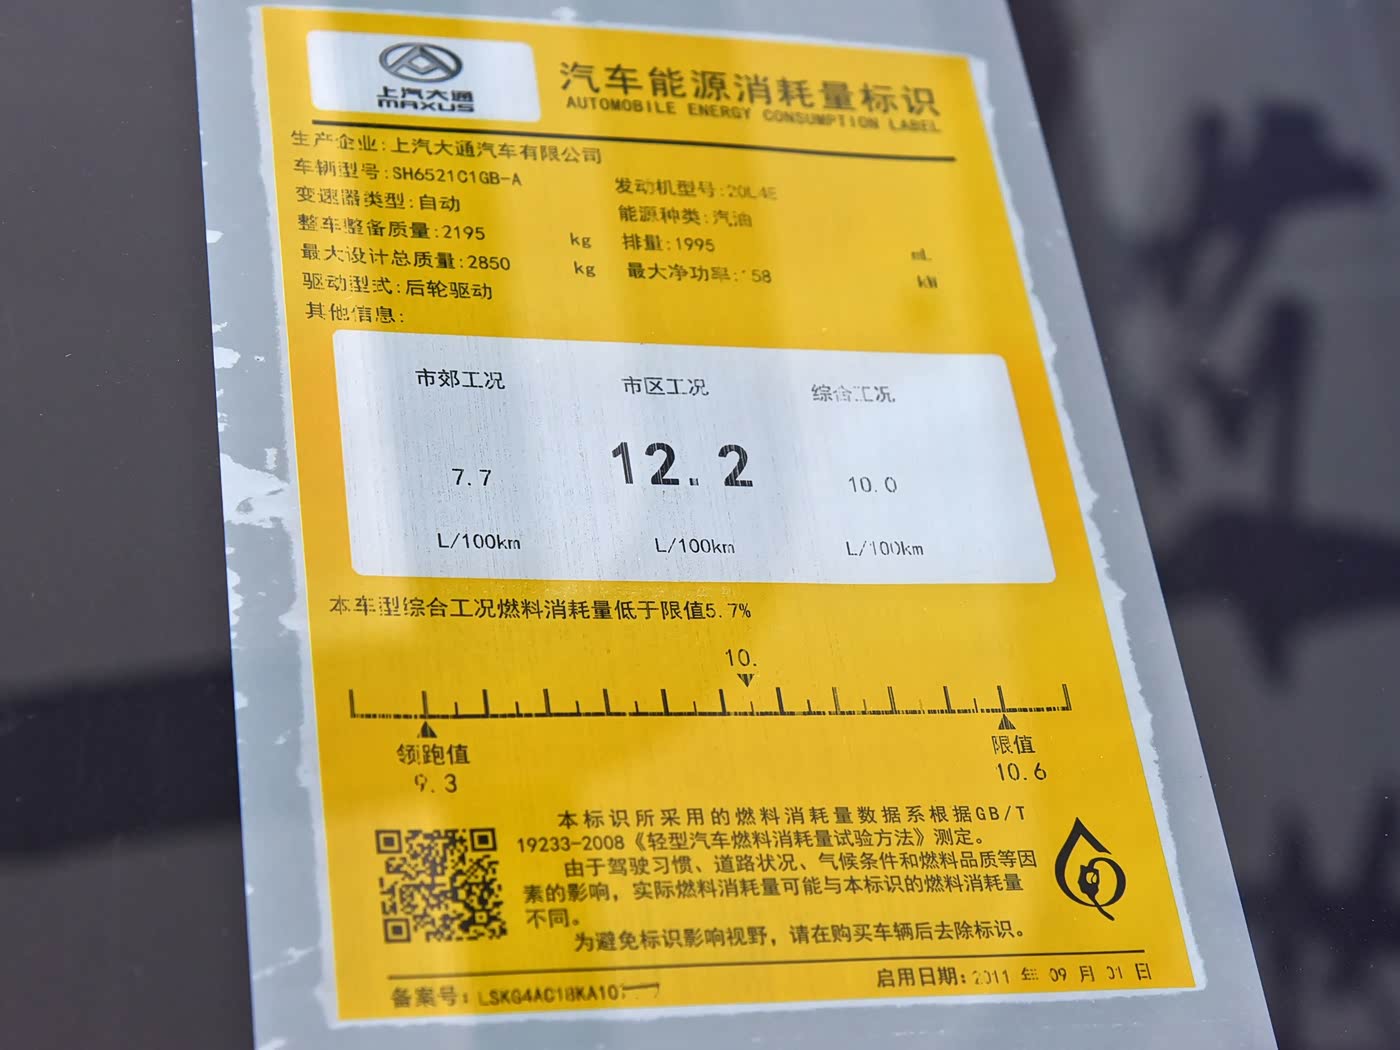 上汽大通
MAXUS
汽车能源消耗量标识
AUTOMOBILE ENERGY CONSUMPTION LABEL
生产企业:上汽大通汽车有限公司
车辆型号:SH6521C1GB-A
发动机型号:20L4E
变速器类型:自动
能源种类:汽油
整车整备质量:2195 kg
排量:1995 mL
最大设计总质量:2850 kg
最大净功率: 58 kW
驱动型式:后轮驱动
其他信息:
市郊工况 市区工况 综合工况
7.7 12.2 10.0
L/100km L/100km L/100km
本车型综合工况燃料消耗量低于限值5.7%
10.
领跑值 限值
9.3 10.6
本标识所采用的燃料消耗量数据系根据GB/T
19233-2008《轻型汽车燃料消耗量试验方法》测定。
由于驾驶习惯、道路状况、气候条件和燃料品质等因
素的影响，实际燃料消耗量可能与本标识的燃料消耗量
不同。
为避免标识影响视野，请在购买车辆后去除标识。
备案号: LSKG4AC18KA10
启用日期: 2011 年 09 月 01 日